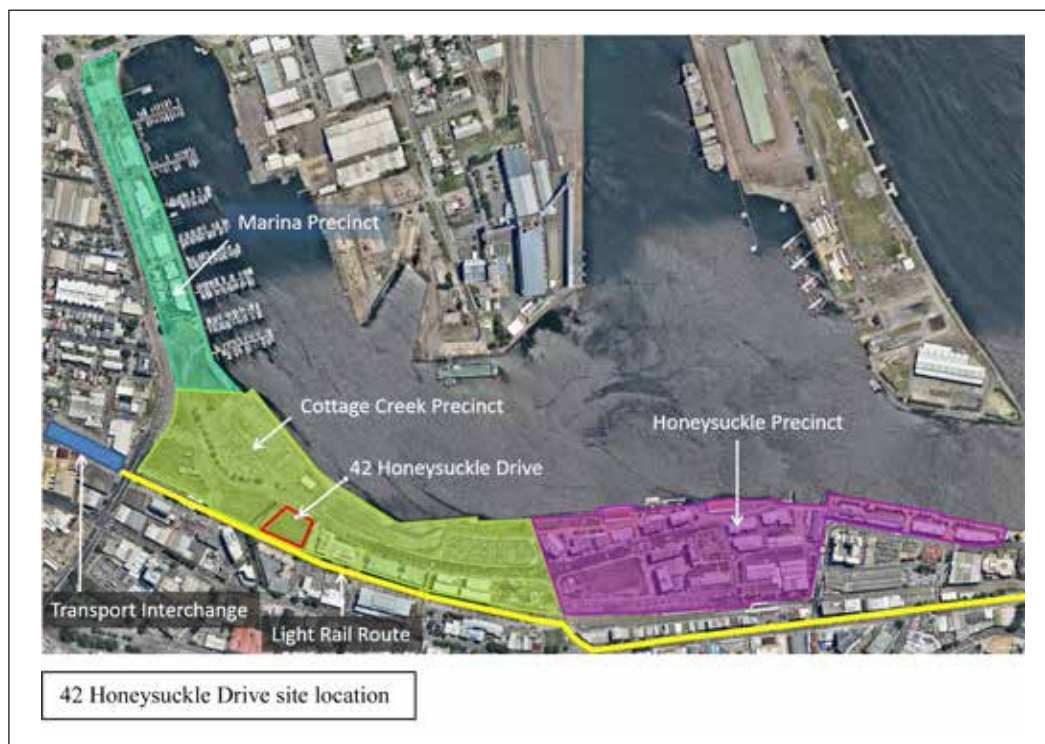 Marina Precinct
Cottage Creek Precinct
Honeysuckle Precinct
42 Honeysuckle Drive
Transport Interchange
Light Rail Route
42 Honeysuckle Drive site location